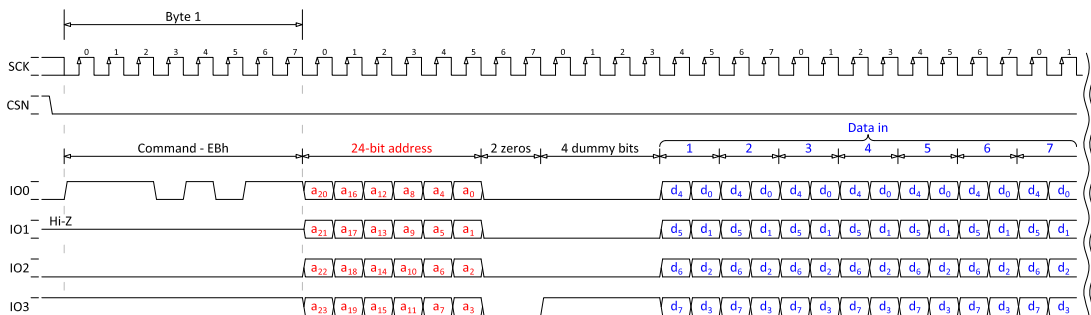 Byte 1
0 1 2 3 4 5 6 7 0 1 2 3 4 5 6 7 0 1 2 3 4 5 6 7 0 1 2 3 4 5 6 7 0 1
SCK
CSN
Data in
Command - EBh 24-bit address 2 zeros 4 dummy bits 1 2 3 4 5 6 7
IO0 a20 a16 a12 a8 a4 a0 d4 d0 d4 d0 d4 d0 d4 d0 d4 d0 d4 d0 d4 d0
Hi-Z
IO1 a21 a17 a13 a9 a5 a1 d5 d1 d5 d1 d5 d1 d5 d1 d5 d1 d5 d1 d5 d1
IO2 a22 a18 a14 a10 a6 a2 d6 d2 d6 d2 d6 d2 d6 d2 d6 d2 d6 d2 d6 d2
IO3 a23 a19 a15 a11 a7 a3 d7 d3 d7 d3 d7 d3 d7 d3 d7 d3 d7 d3 d7 d3